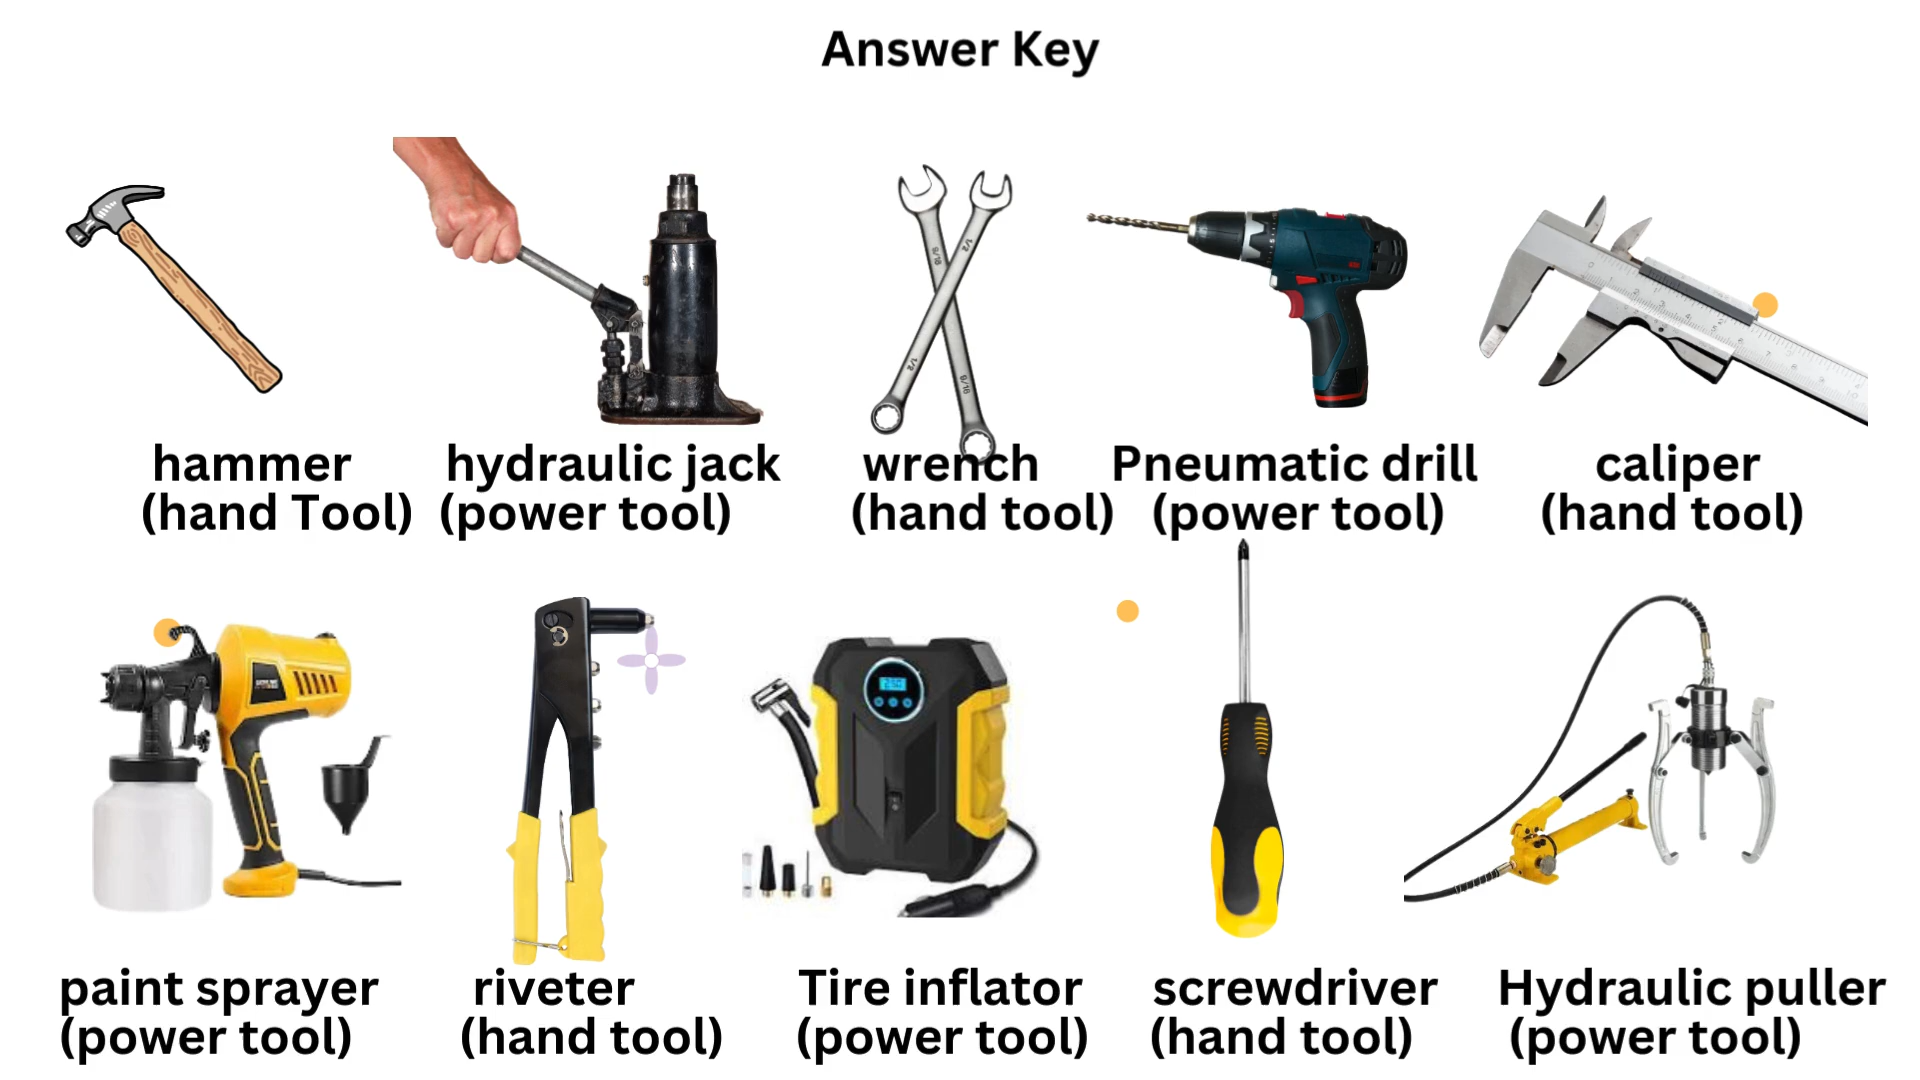 Answer Key
hammer
(hand Tool)
hydraulic jack
(power tool)
wrench
(hand tool)
Pneumatic drill
(power tool)
caliper
(hand tool)
paint sprayer
(power tool)
riveter
(hand tool)
Tire inflator
(power tool)
screwdriver
(hand tool)
Hydraulic puller
(power tool)